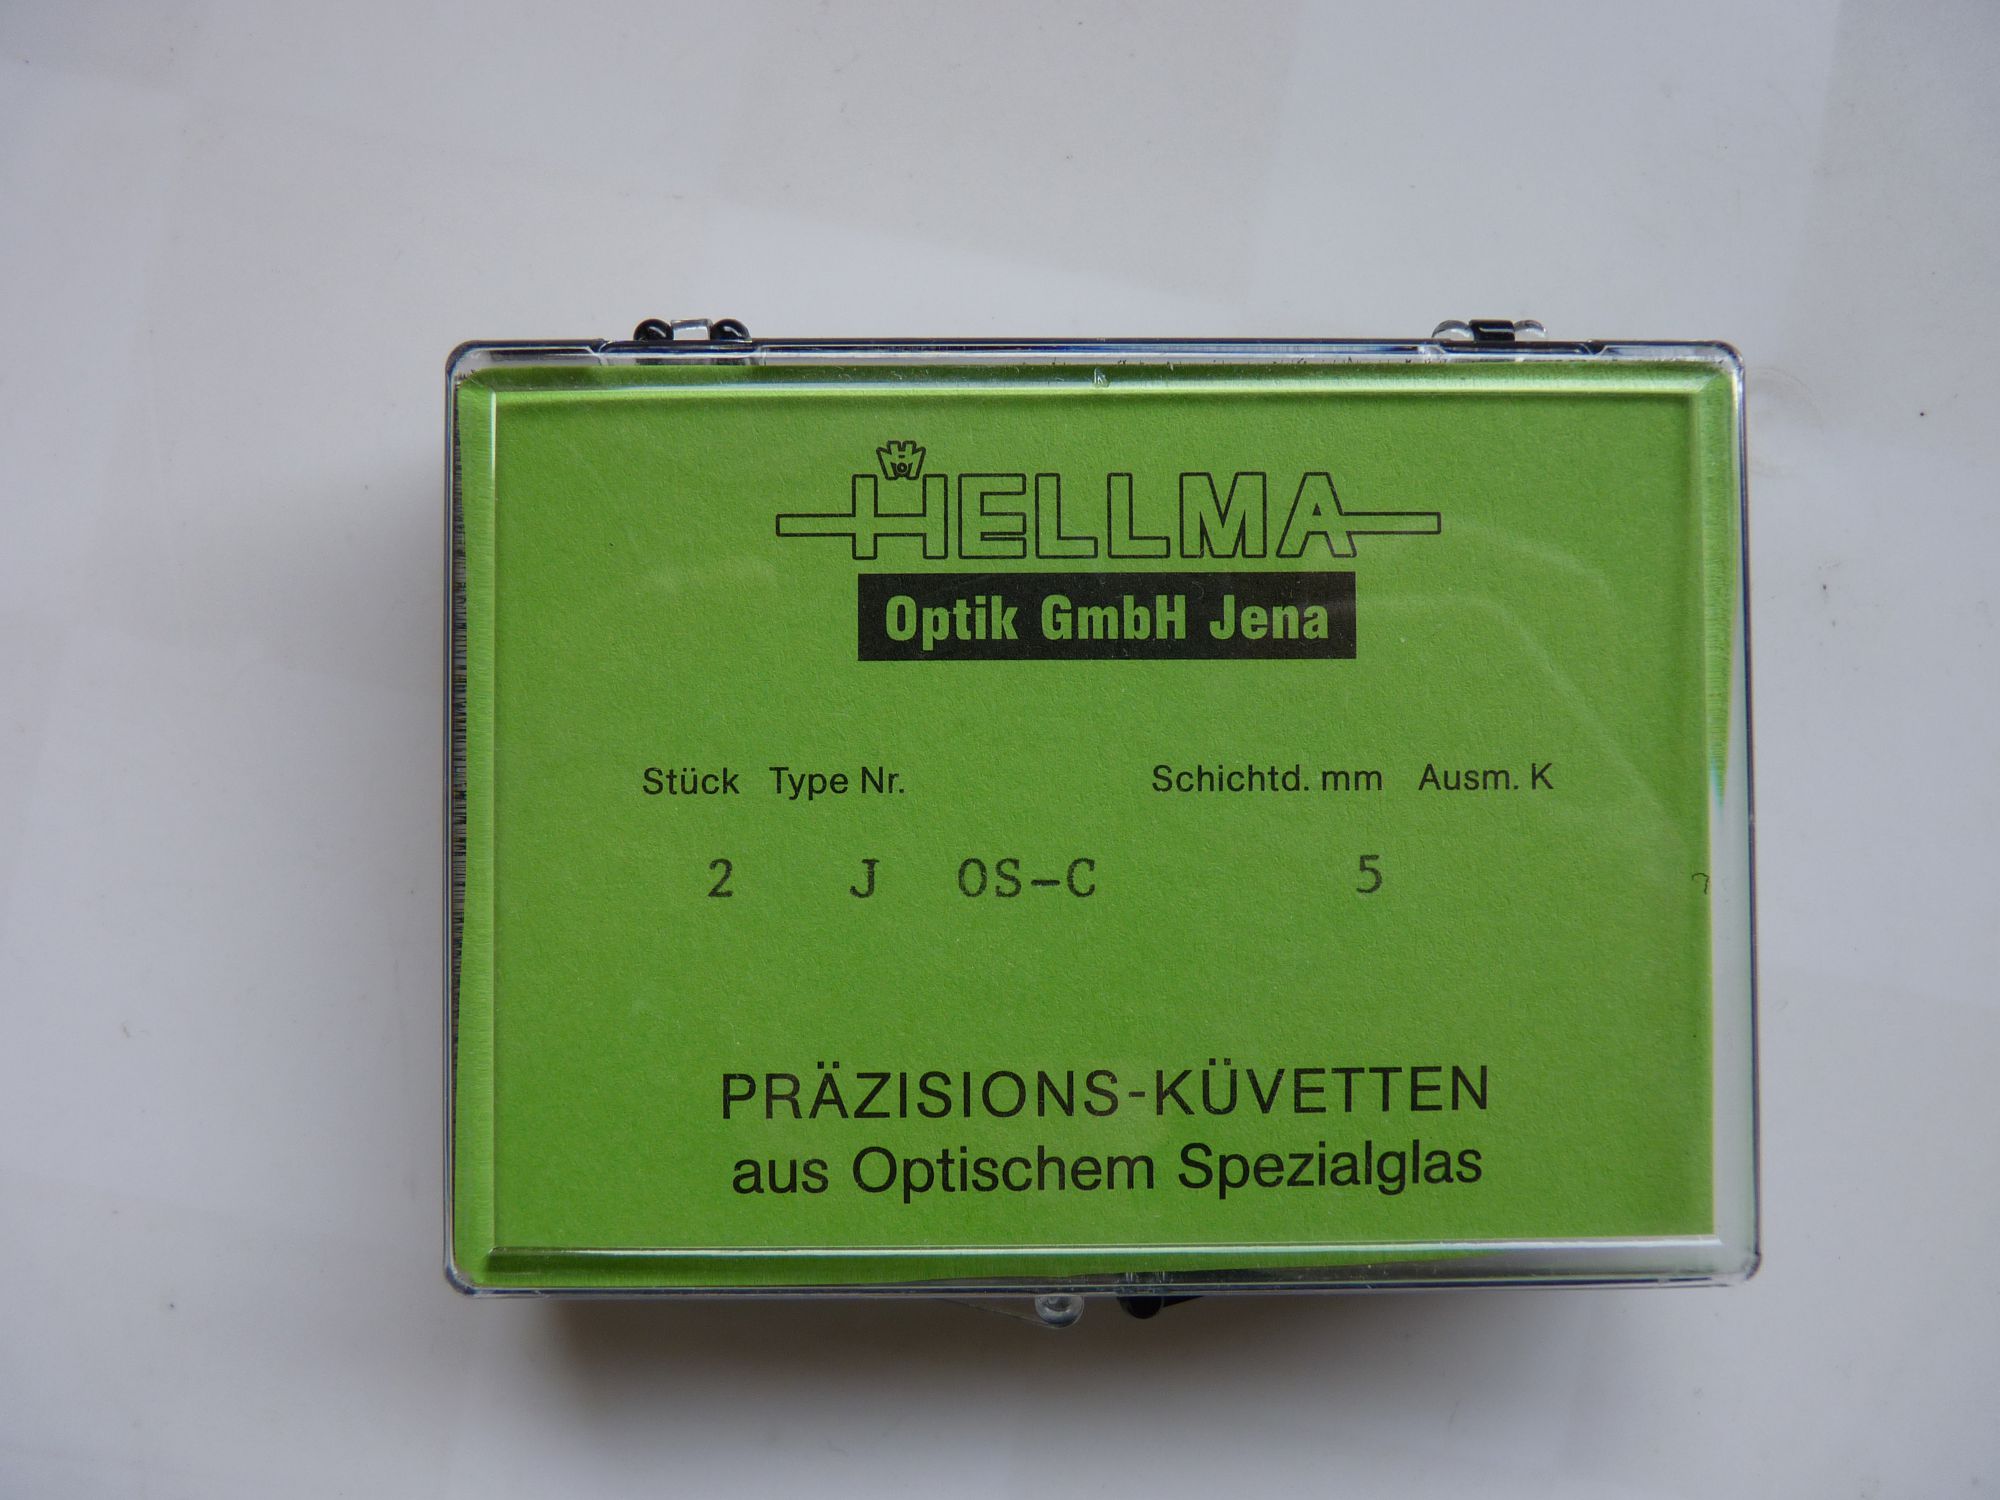 HELLMA
Optik GmbH Jena
Stück Type Nr. Schichtd. mm Ausm. K
2 J OS-C 5
PRÄZISIONS-KÜVETTEN
aus Optischem Spezialglas